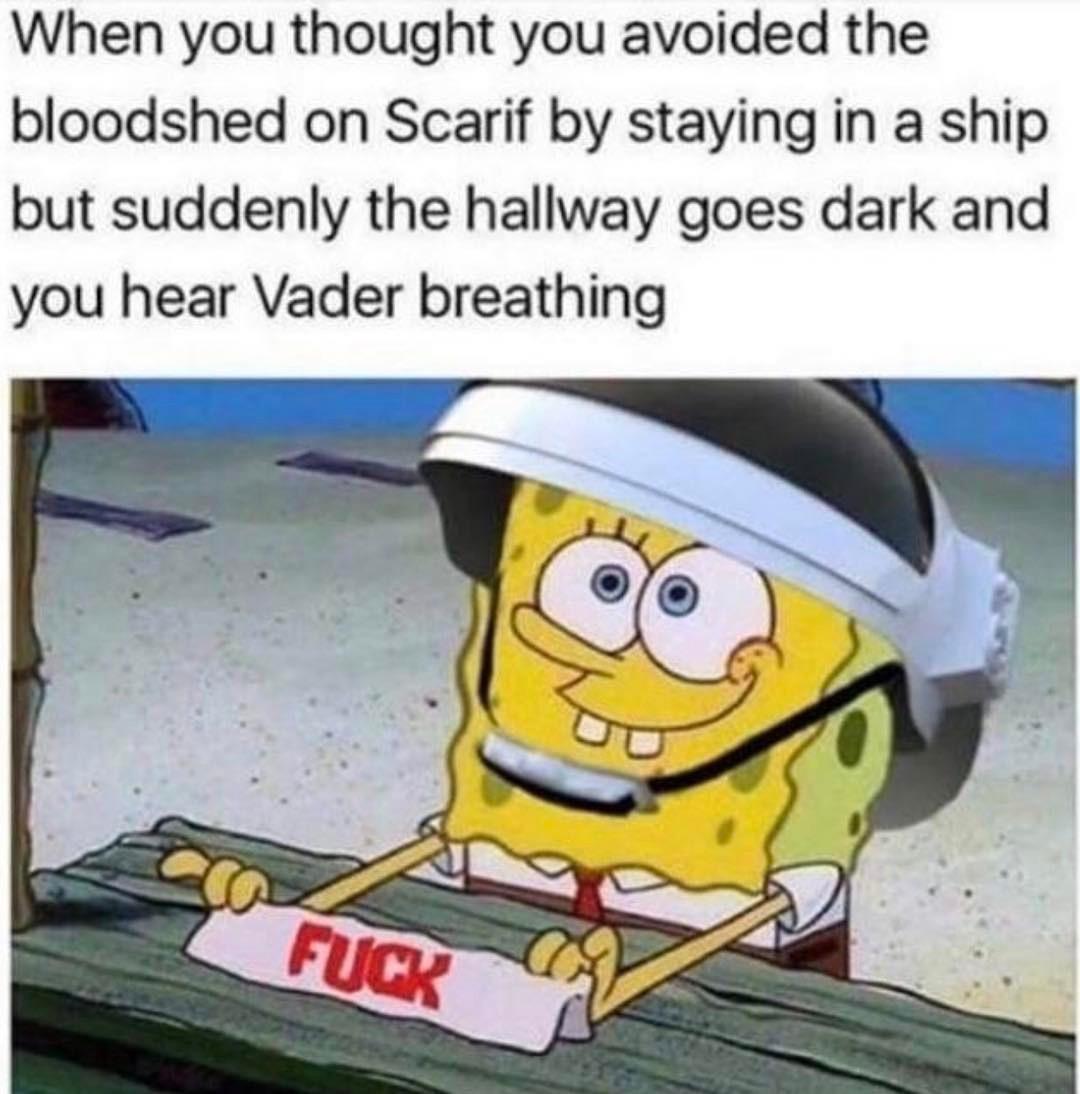 When you thought you avoided the
bloodshed on Scarif by staying in a ship
but suddenly the hallway goes dark and
you hear Vader breathing
FUCK